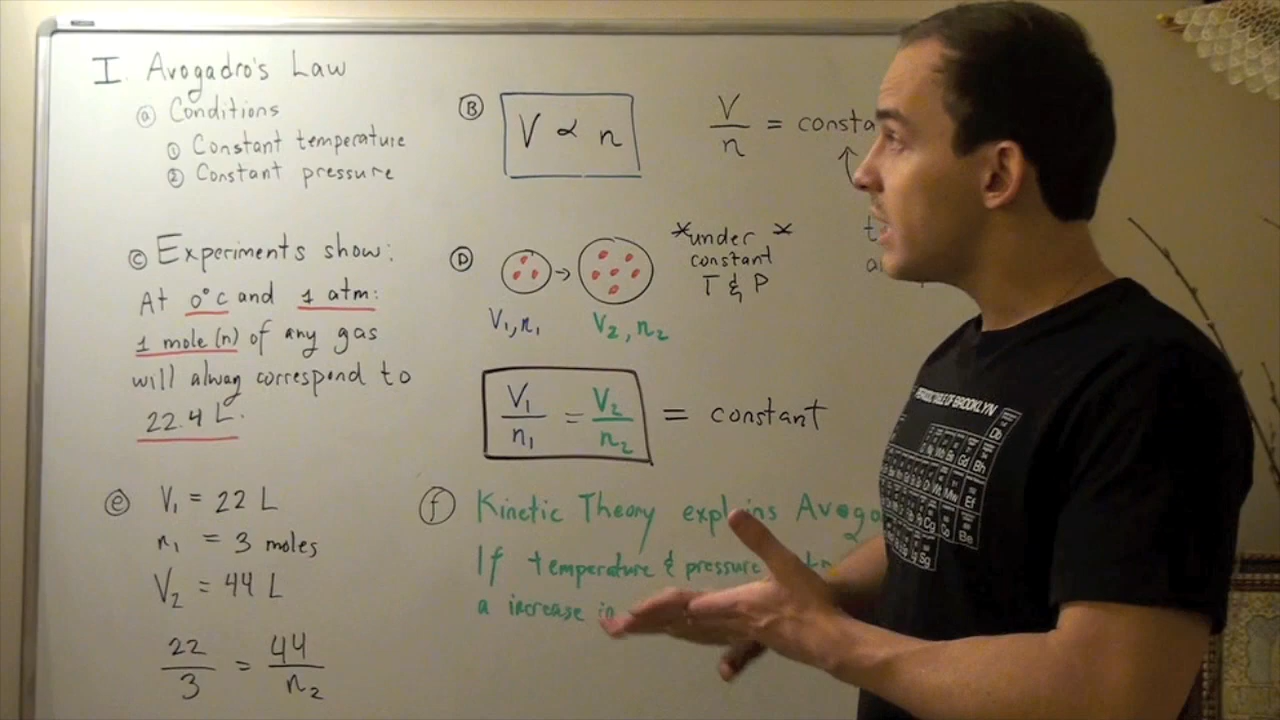 I. Avogadro's Law
ⓐ Conditions
① Constant temperature
② Constant pressure
Ⓑ V ∝ n
V/n = consta
ⓒ Experiments show:
At 0°C and 1 atm:
1 mole (n) of any gas
will alway correspond to
22.4 L.
Ⓓ
*under *
constant
T & P
V₁, n₁ V₂, n₂
V₁/n₁ = V₂/n₂ = constant
ⓔ V₁ = 22 L
n₁ = 3 moles
V₂ = 44 L
22/3 = 44/n₂
ⓕ Kinetic Theory explains Avoga
If temperature & pressure
a increase in
PERIODIC TABLE OF BROOKLYN